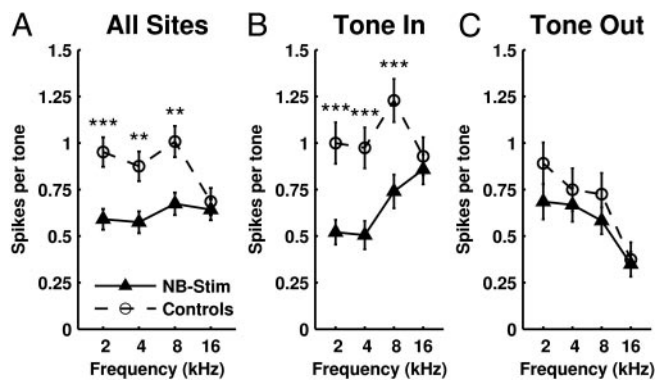 A All Sites
B Tone In
C Tone Out
Spikes per tone
1.5
1.25
1
0.75
0.5
0.25
0
***
**
**
NB-Stim
Controls
2 4 8 16
Frequency (kHz)
Spikes per tone
1.5
1.25
1
0.75
0.5
0.25
0
***
***
***
2 4 8 16
Frequency (kHz)
Spikes per tone
1.5
1.25
1
0.75
0.5
0.25
0
2 4 8 16
Frequency (kHz)